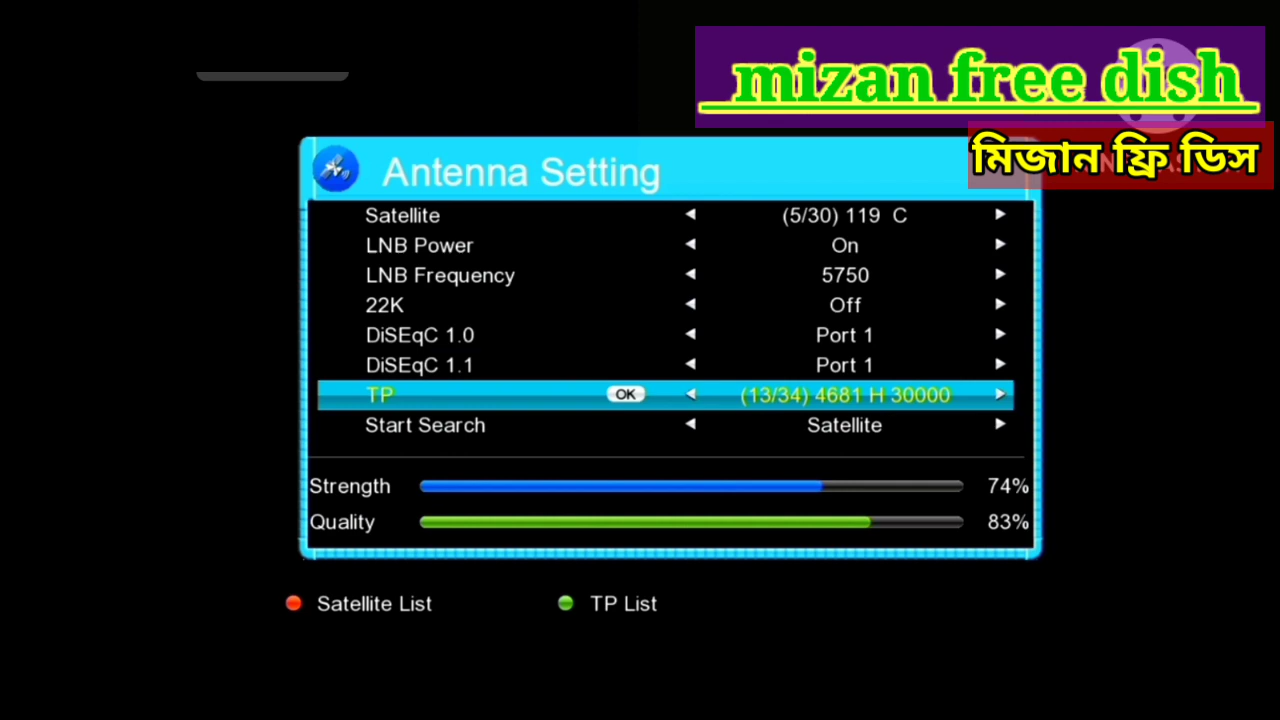 mizan free dish
মিজান ফ্রি ডিস
Antenna Setting
Satellite (5/30) 119 C
LNB Power On
LNB Frequency 5750
22K Off
DiSEqC 1.0 Port 1
DiSEqC 1.1 Port 1
TP OK (13/34) 4681 H 30000
Start Search Satellite
Strength 74%
Quality 83%
Satellite List TP List